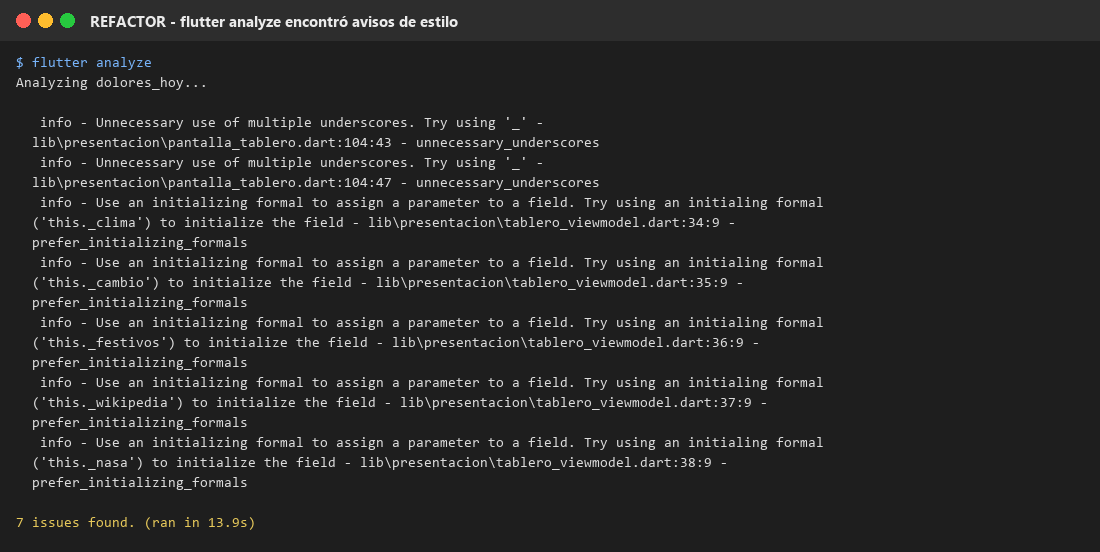 REFACTOR - flutter analyze encontró avisos de estilo
$ flutter analyze
Analyzing dolores_hoy...
info - Unnecessary use of multiple underscores. Try using '_' -
lib\presentacion\pantalla_tablero.dart:104:43 - unnecessary_underscores
info - Unnecessary use of multiple underscores. Try using '_' -
lib\presentacion\pantalla_tablero.dart:104:47 - unnecessary_underscores
info - Use an initializing formal to assign a parameter to a field. Try using an initialing formal
('this._clima') to initialize the field - lib\presentacion\tablero_viewmodel.dart:34:9 -
prefer_initializing_formals
info - Use an initializing formal to assign a parameter to a field. Try using an initialing formal
('this._cambio') to initialize the field - lib\presentacion\tablero_viewmodel.dart:35:9 -
prefer_initializing_formals
info - Use an initializing formal to assign a parameter to a field. Try using an initialing formal
('this._festivos') to initialize the field - lib\presentacion\tablero_viewmodel.dart:36:9 -
prefer_initializing_formals
info - Use an initializing formal to assign a parameter to a field. Try using an initialing formal
('this._wikipedia') to initialize the field - lib\presentacion\tablero_viewmodel.dart:37:9 -
prefer_initializing_formals
info - Use an initializing formal to assign a parameter to a field. Try using an initialing formal
('this._nasa') to initialize the field - lib\presentacion\tablero_viewmodel.dart:38:9 -
prefer_initializing_formals
7 issues found. (ran in 13.9s)